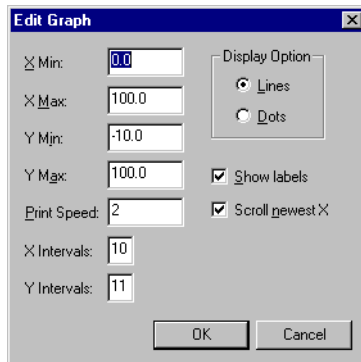 Edit Graph
X Min: 0.0
X Max: 100.0
Y Min: -10.0
Y Max: 100.0
Print Speed: 2
X Intervals: 10
Y Intervals: 11
Display Option
Lines
Dots
Show labels
Scroll newest X
OK
Cancel